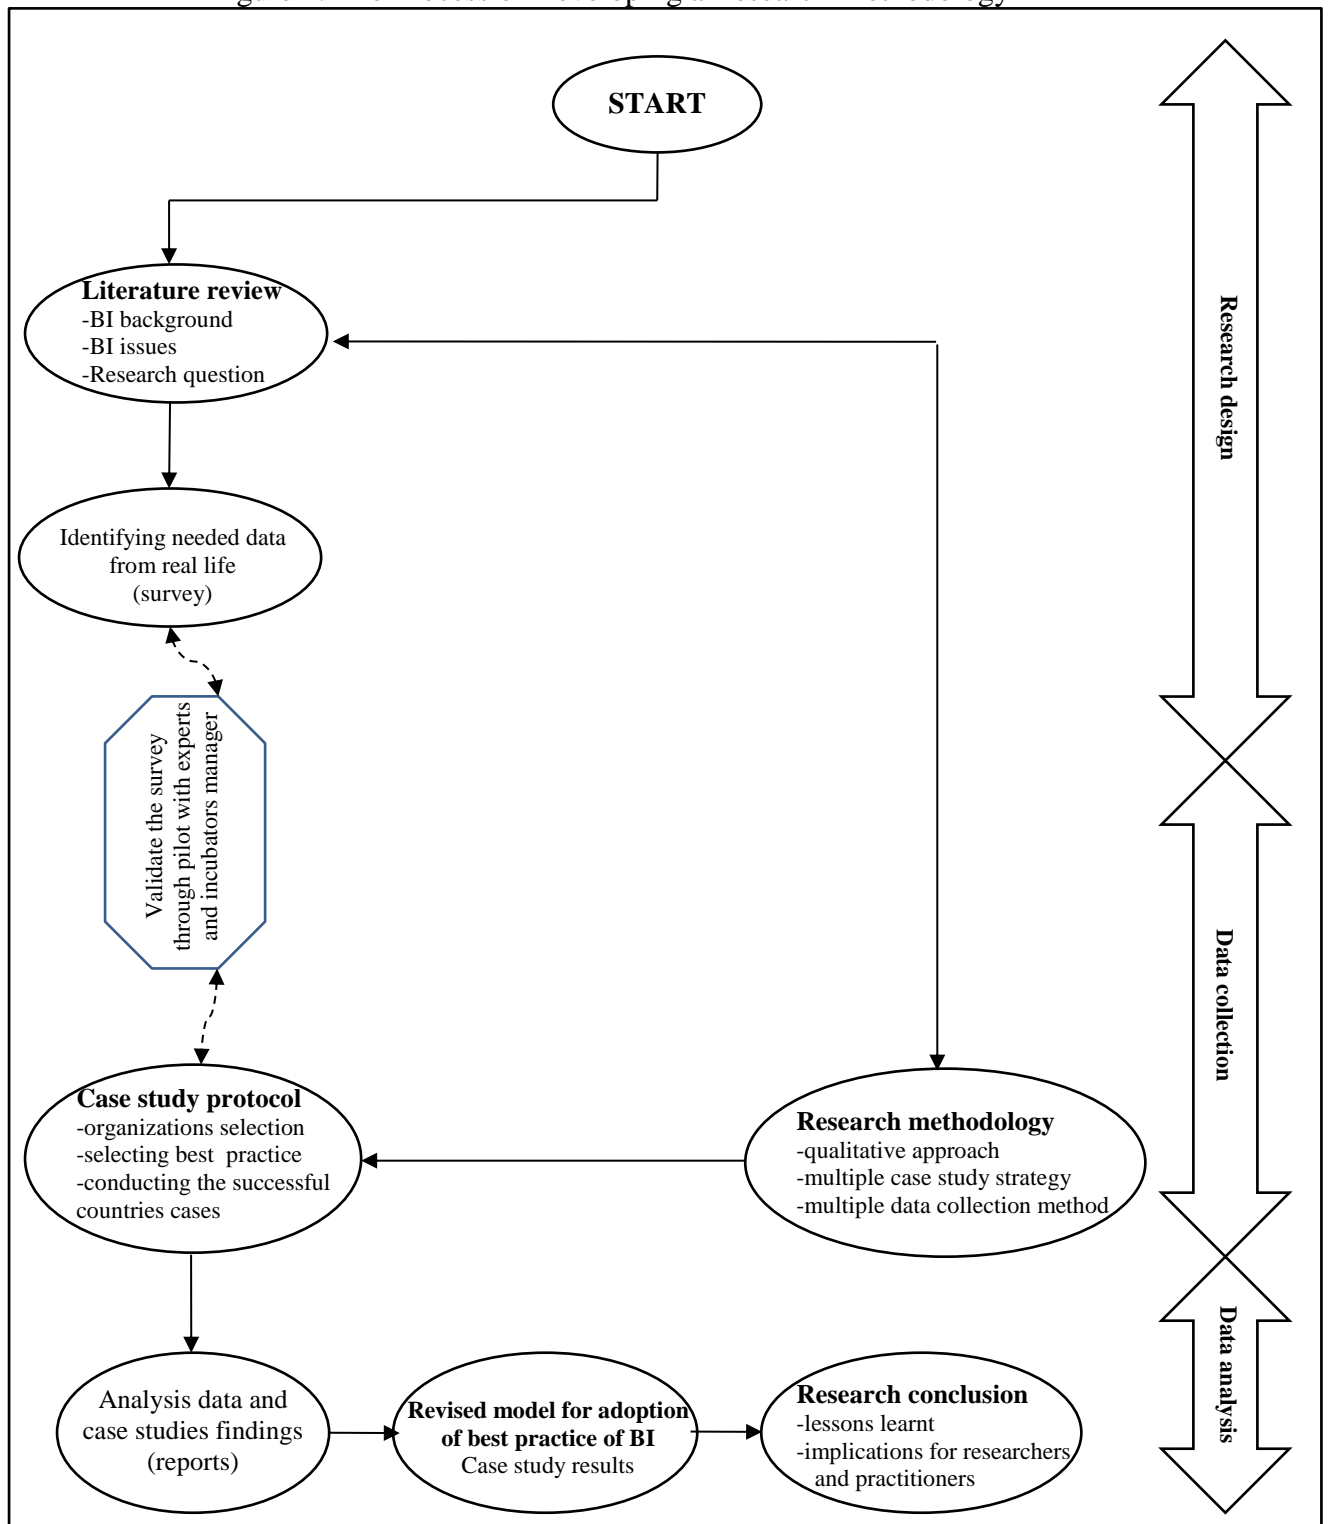 START
Literature review
-BI background
-BI issues
-Research question
Identifying needed data
from real life
(survey)
Validate the survey
through pilot with experts
and incubators manager
Case study protocol
-organizations selection
-selecting best practice
-conducting the successful
countries cases
Research methodology
-qualitative approach
-multiple case study strategy
-multiple data collection method
Analysis data and
case studies findings
(reports)
Revised model for adoption
of best practice of BI
Case study results
Research conclusion
-lessons learnt
-implications for researchers
and practitioners
Research design
Data collection
Data analysis